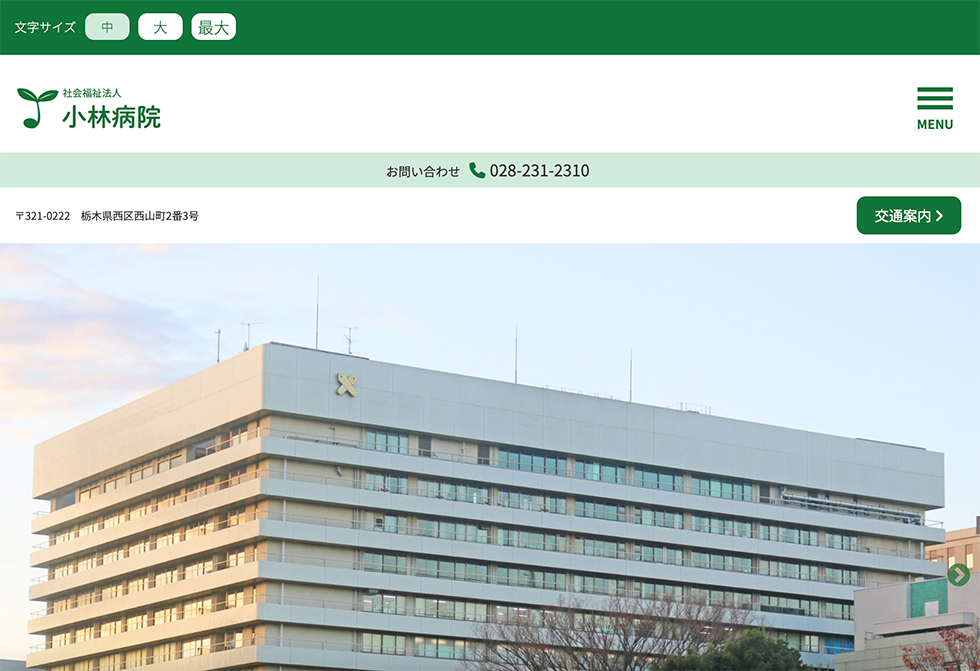 文字サイズ 中 大 最大
社会福祉法人
小林病院
MENU
お問い合わせ 028-231-2310
〒321-0222 栃木県西区西山町2番3号
交通案内